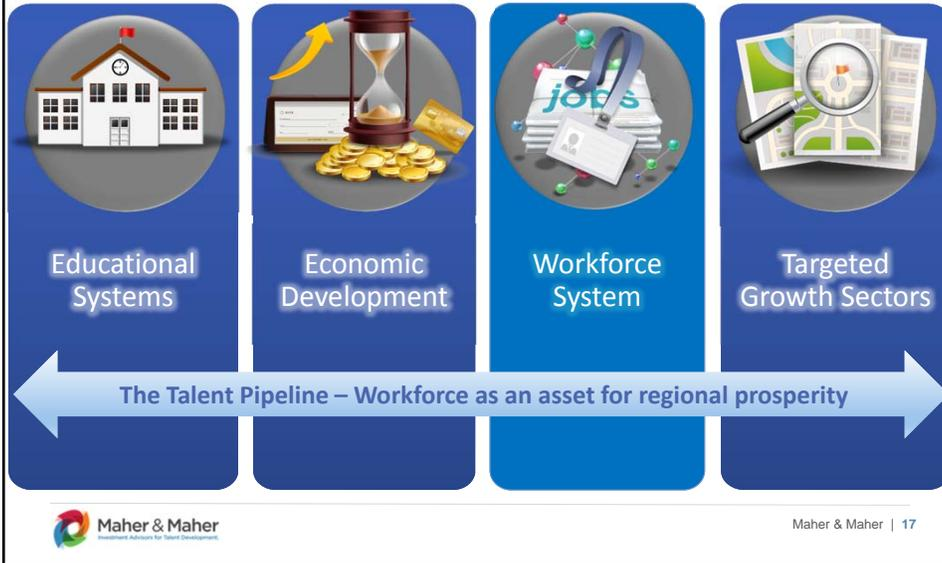 jobs
Educational
Systems
Economic
Development
Workforce
System
Targeted
Growth Sectors
The Talent Pipeline – Workforce as an asset for regional prosperity
Maher & Maher
Investment Advisors for Talent Development.
Maher & Maher | 17